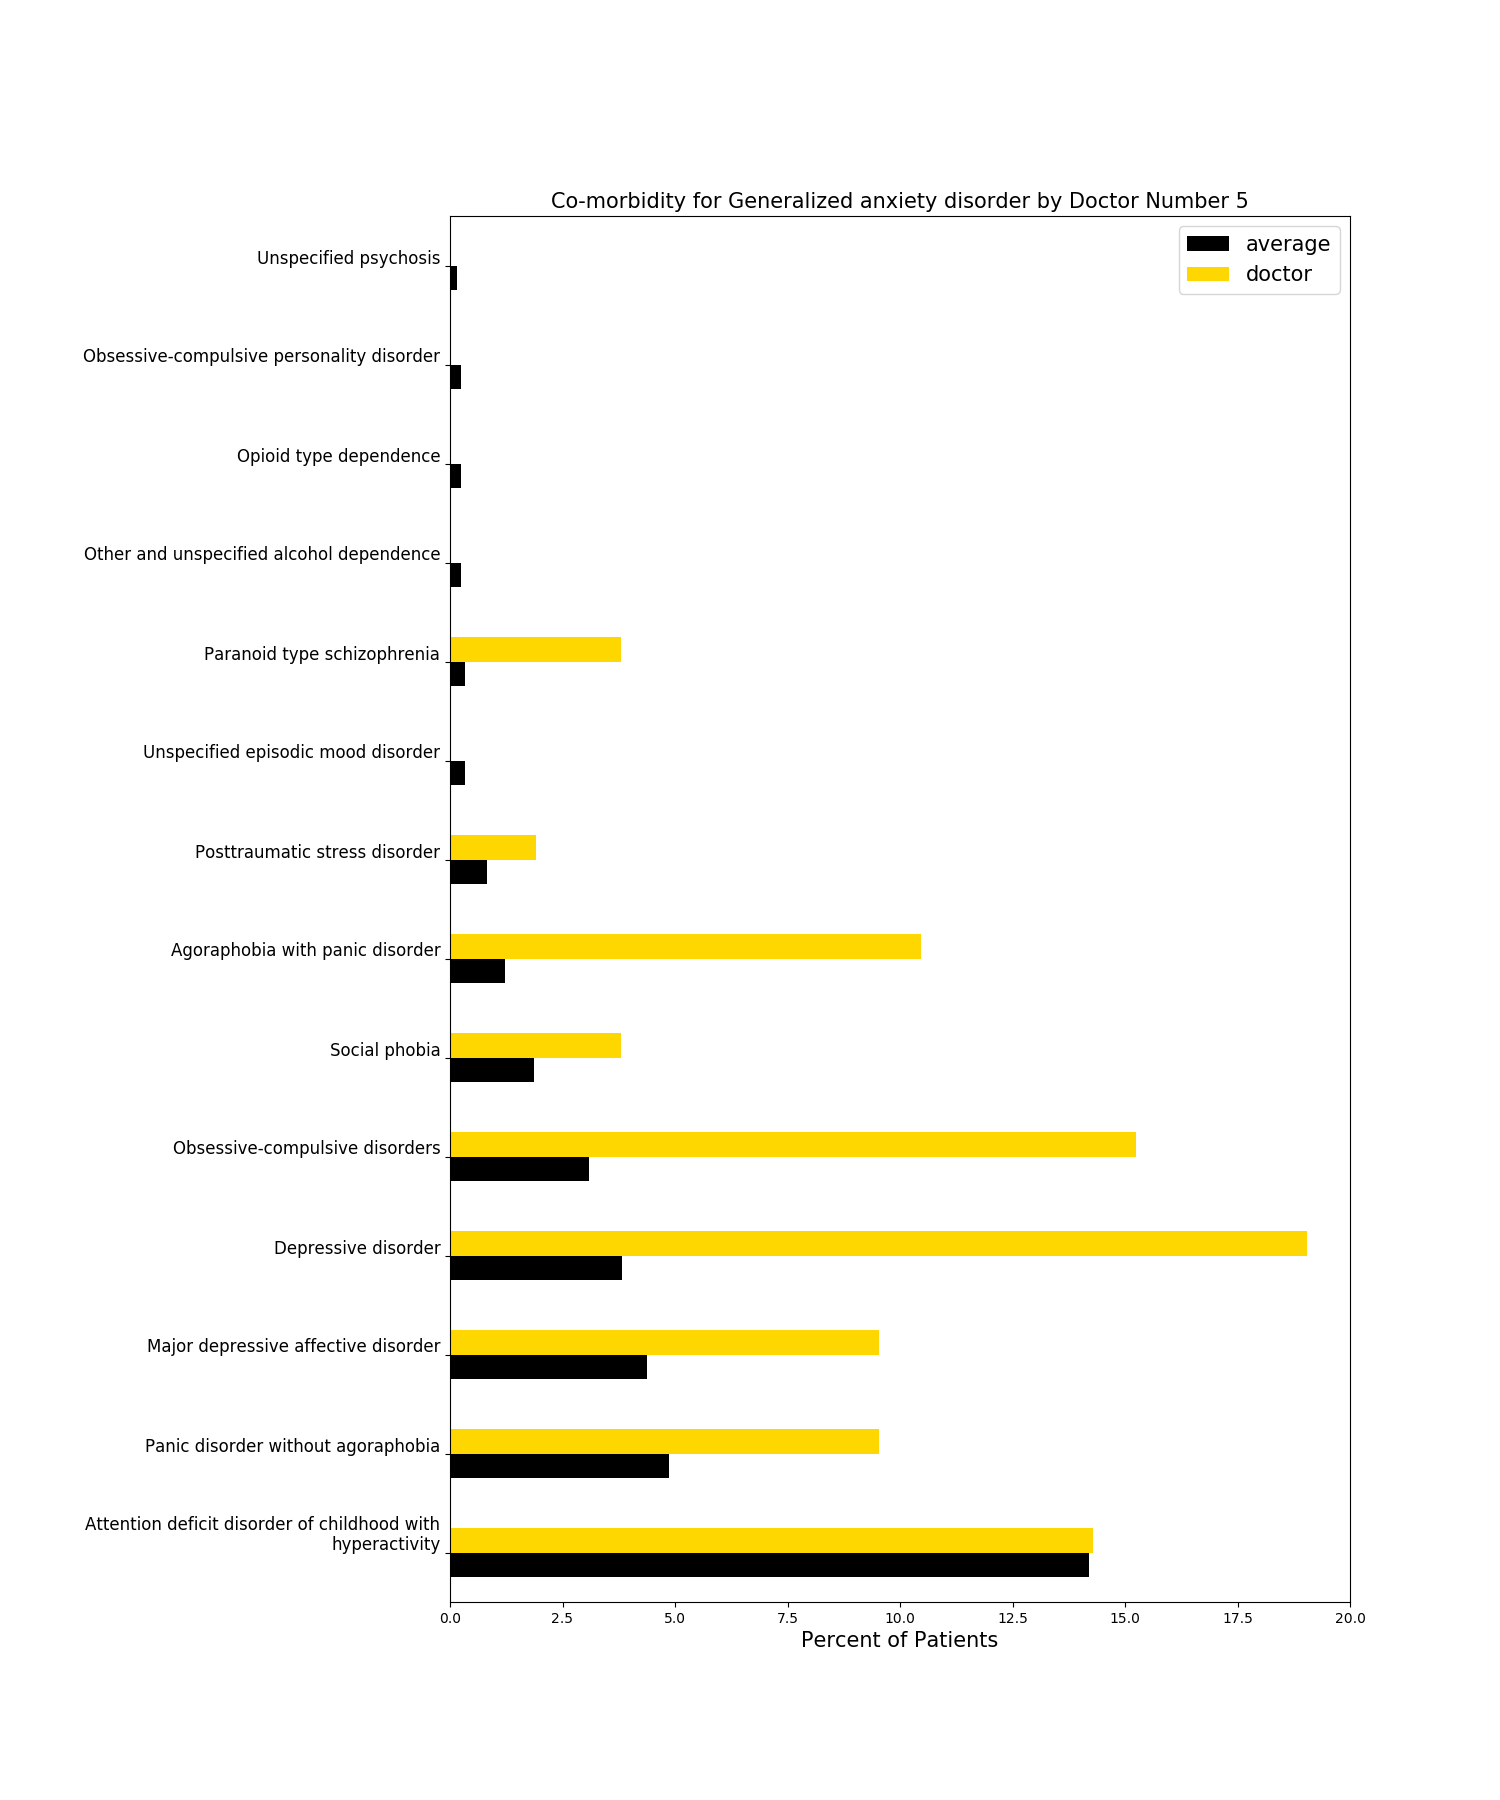 Co-morbidity for Generalized anxiety disorder by Doctor Number 5
average
doctor
Unspecified psychosis
Obsessive-compulsive personality disorder
Opioid type dependence
Other and unspecified alcohol dependence
Paranoid type schizophrenia
Unspecified episodic mood disorder
Posttraumatic stress disorder
Agoraphobia with panic disorder
Social phobia
Obsessive-compulsive disorders
Depressive disorder
Major depressive affective disorder
Panic disorder without agoraphobia
Attention deficit disorder of childhood with
hyperactivity
0.0 2.5 5.0 7.5 10.0 12.5 15.0 17.5 20.0
Percent of Patients